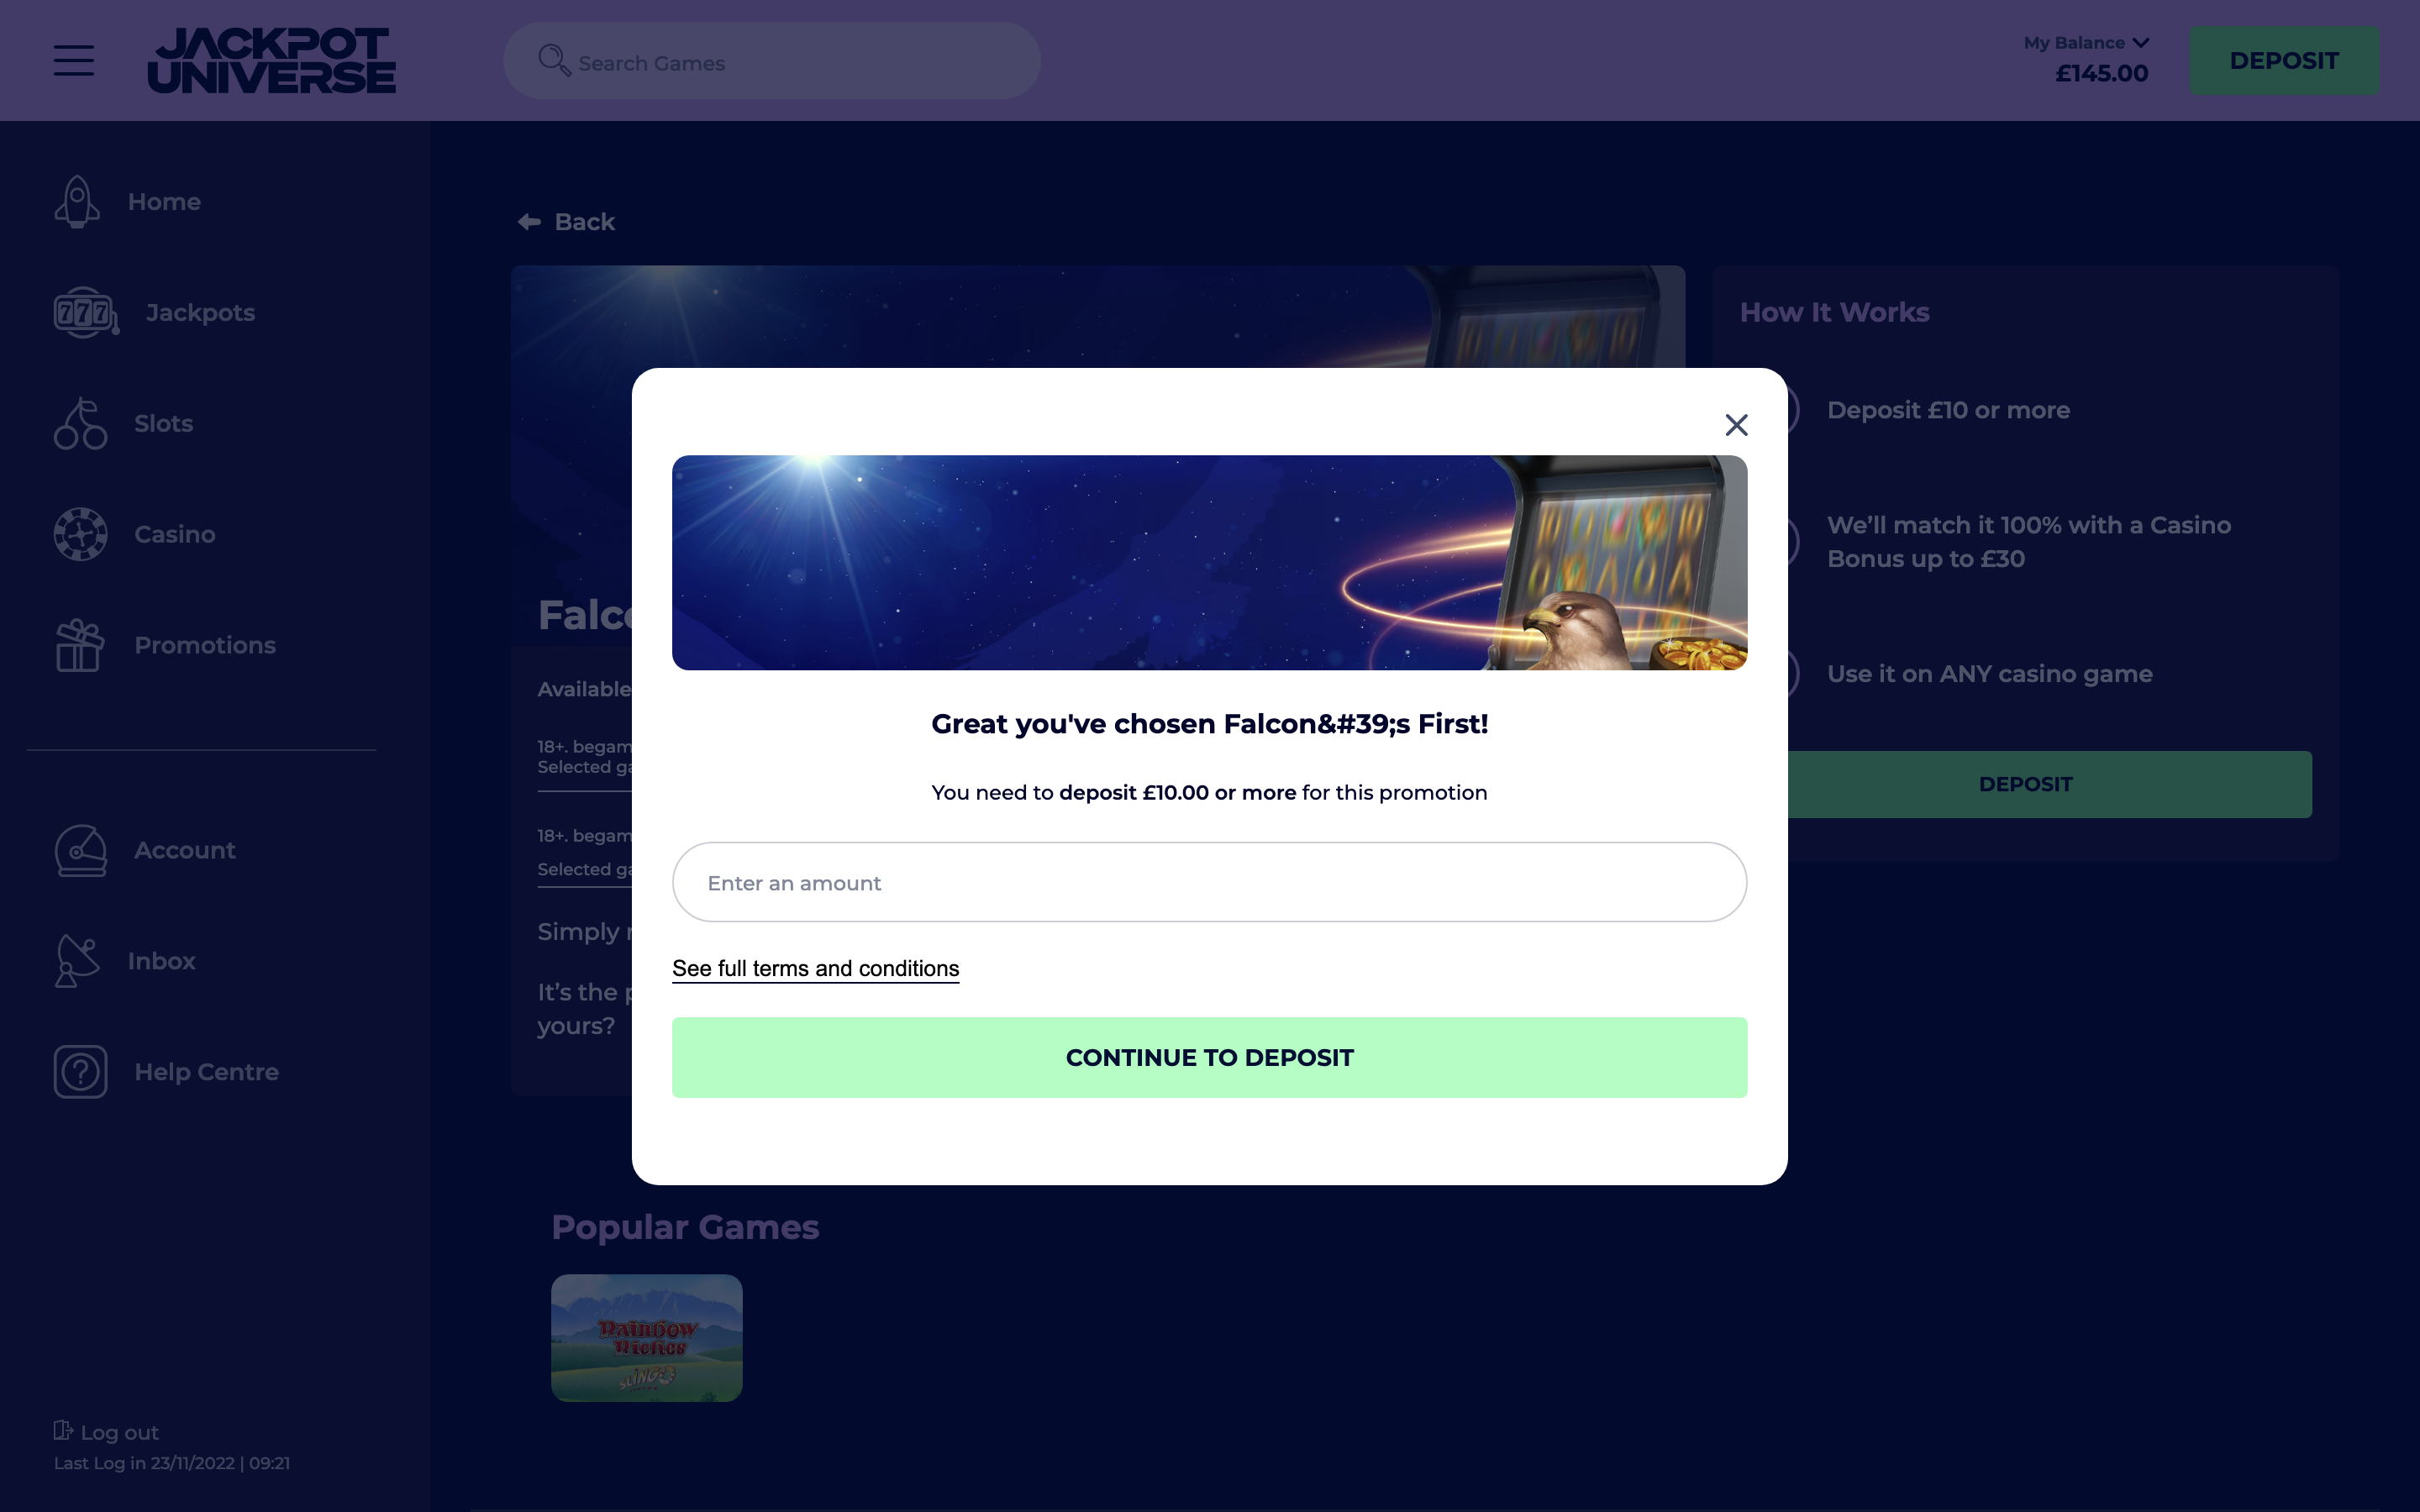 JACKPOT
UNIVERSE
Search Games
My Balance
£145.00
DEPOSIT
Home
Jackpots
Slots
Casino
Promotions
Account
Inbox
Help Centre
Log out
Last Log in 23/11/2022 | 09:21
Back
Available
18+.
Selected
18+.
Selected
Simply
It’s the
yours?
How It Works
Deposit £10 or more
We’ll match it 100% with a Casino
Bonus up to £30
Use it on ANY casino game
DEPOSIT
Great you've chosen Falcon&#39;s First!
You need to deposit £10.00 or more for this promotion
Enter an amount
See full terms and conditions
CONTINUE TO DEPOSIT
Popular Games
Rainbow
Riches
SLINGO